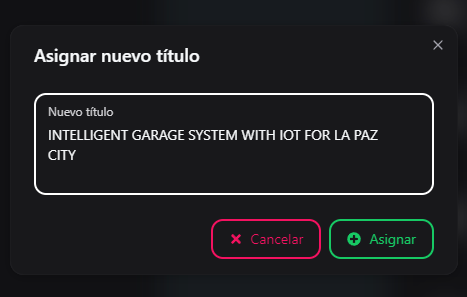 Asignar nuevo título
Nuevo título
INTELLIGENT GARAGE SYSTEM WITH IOT FOR LA PAZ
CITY
Cancelar
Asignar